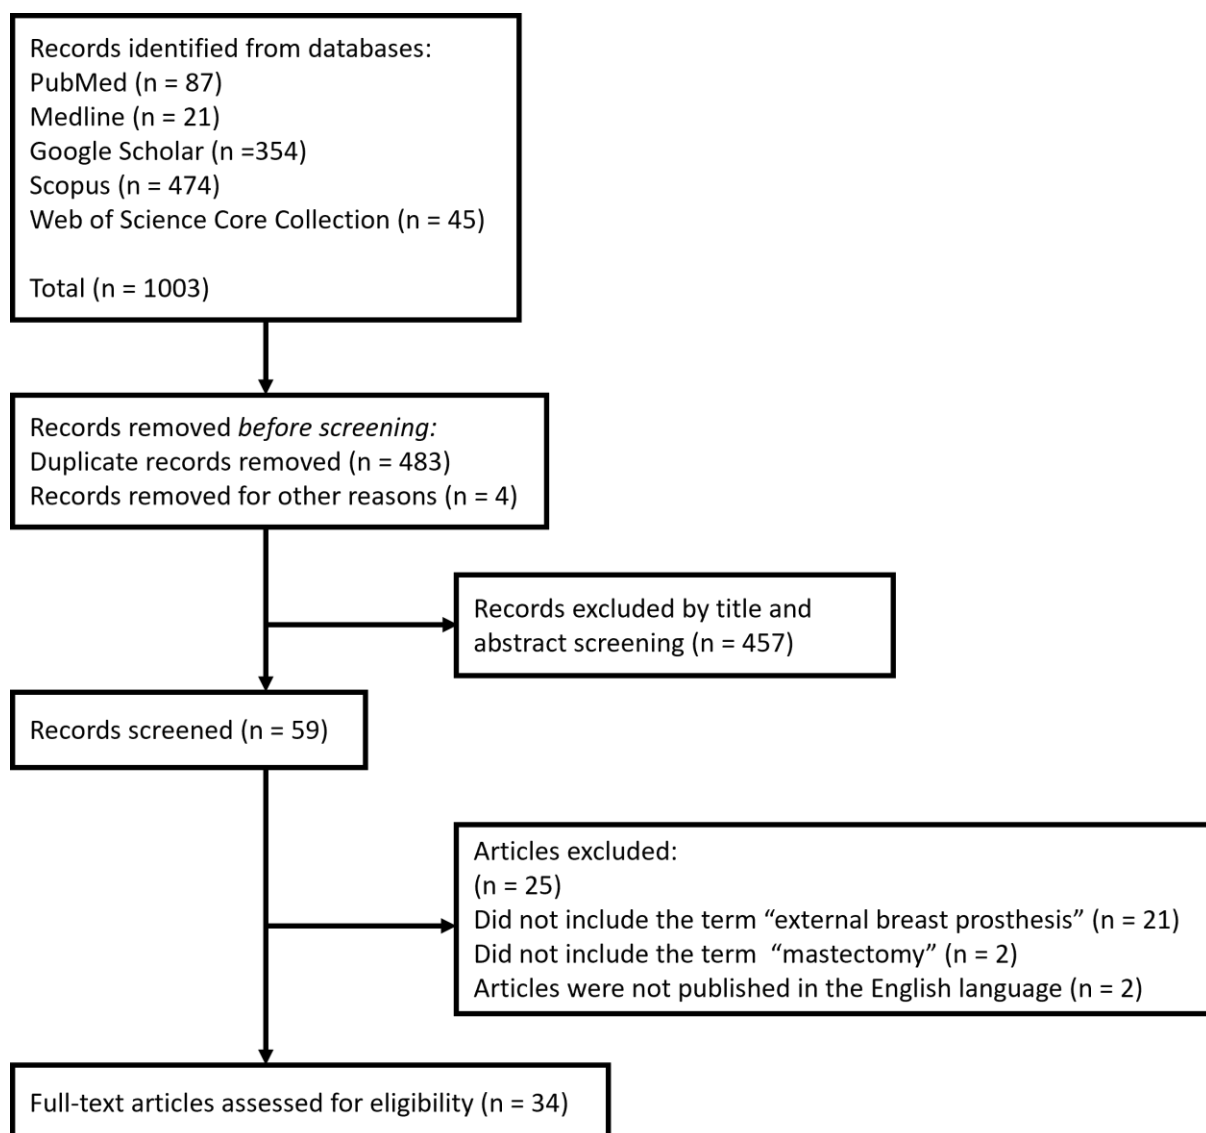 Records identified from databases:
PubMed (n = 87)
Medline (n = 21)
Google Scholar (n =354)
Scopus (n = 474)
Web of Science Core Collection (n = 45)
Total (n = 1003)
Records removed before screening:
Duplicate records removed (n = 483)
Records removed for other reasons (n = 4)
Records excluded by title and
abstract screening (n = 457)
Records screened (n = 59)
Articles excluded:
(n = 25)
Did not include the term “external breast prosthesis” (n = 21)
Did not include the term “mastectomy” (n = 2)
Articles were not published in the English language (n = 2)
Full-text articles assessed for eligibility (n = 34)